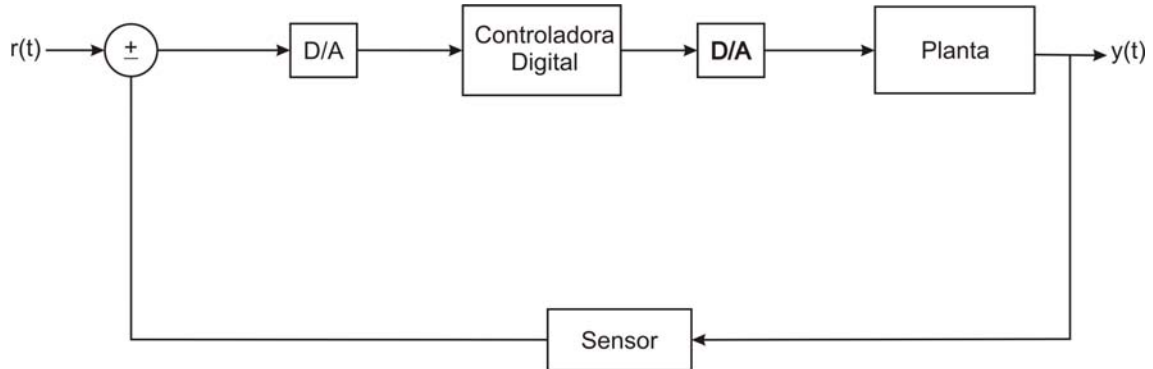 r(t)
±
D/A
Controladora
Digital
D/A
Planta
y(t)
Sensor